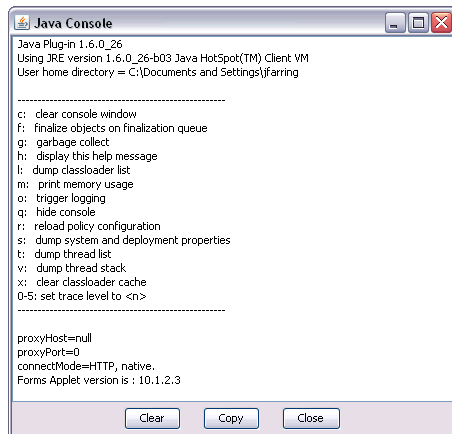 Java Console
Java Plug-in 1.6.0_26
Using JRE version 1.6.0_26-b03 Java HotSpot(TM) Client VM
User home directory = C:\Documents and Settings\jfarring
----------------------------------------------------
c:   clear console window
f:   finalize objects on finalization queue
g:   garbage collect
h:   display this help message
l:   dump classloader list
m:   print memory usage
o:   trigger logging
q:   hide console
r:   reload policy configuration
s:   dump system and deployment properties
t:   dump thread list
v:   dump thread stack
x:   clear classloader cache
0-5: set trace level to <n>
----------------------------------------------------
proxyHost=null
proxyPort=0
connectMode=HTTP, native.
Forms Applet version is : 10.1.2.3
Clear Copy Close